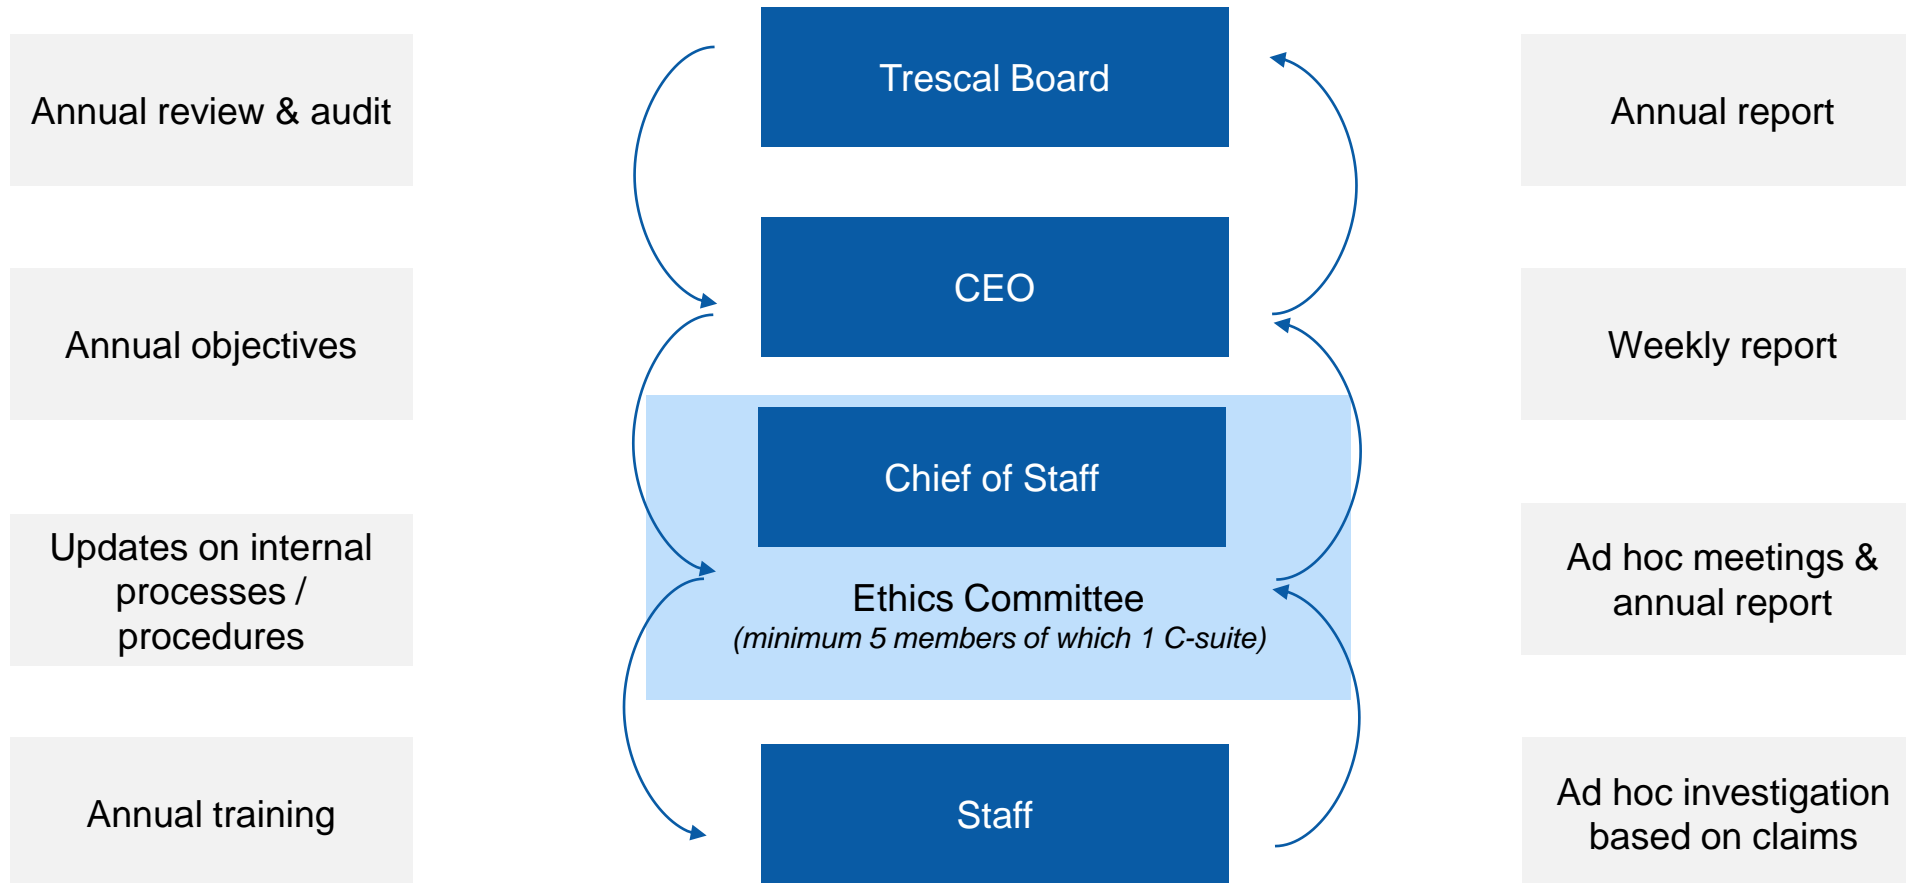 Trescal Board
Annual review & audit
Annual report
CEO
Annual objectives
Weekly report
Chief of Staff
Updates on internal
processes /
procedures
Ethics Committee
(minimum 5 members of which 1 C-suite)
Ad hoc meetings &
annual report
Annual training
Staff
Ad hoc investigation
based on claims